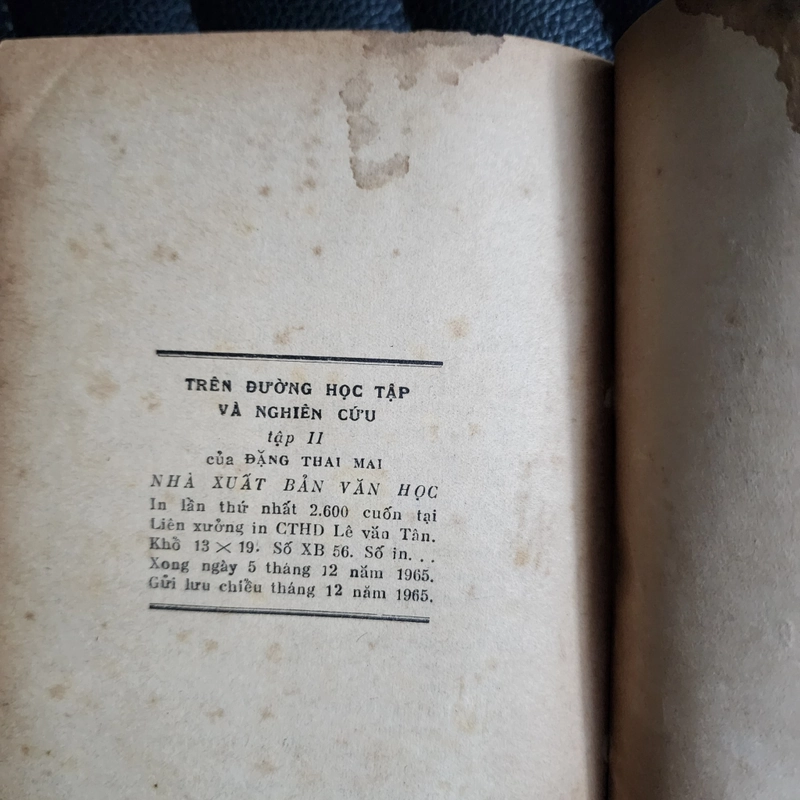 TRÊN ĐƯỜNG HỌC TẬP
VÀ NGHIÊN CỨU
tập II
của ĐẶNG THAI MAI
NHÀ XUẤT BẢN VĂN HỌC
In lần thứ nhất 2.600 cuốn tại
Liên xưởng in CTHD Lê văn Tân.
Khổ 13 × 19. Số XB 56. Số in...
Xong ngày 5 tháng 12 năm 1965.
Gửi lưu chiểu tháng 12 năm 1965.